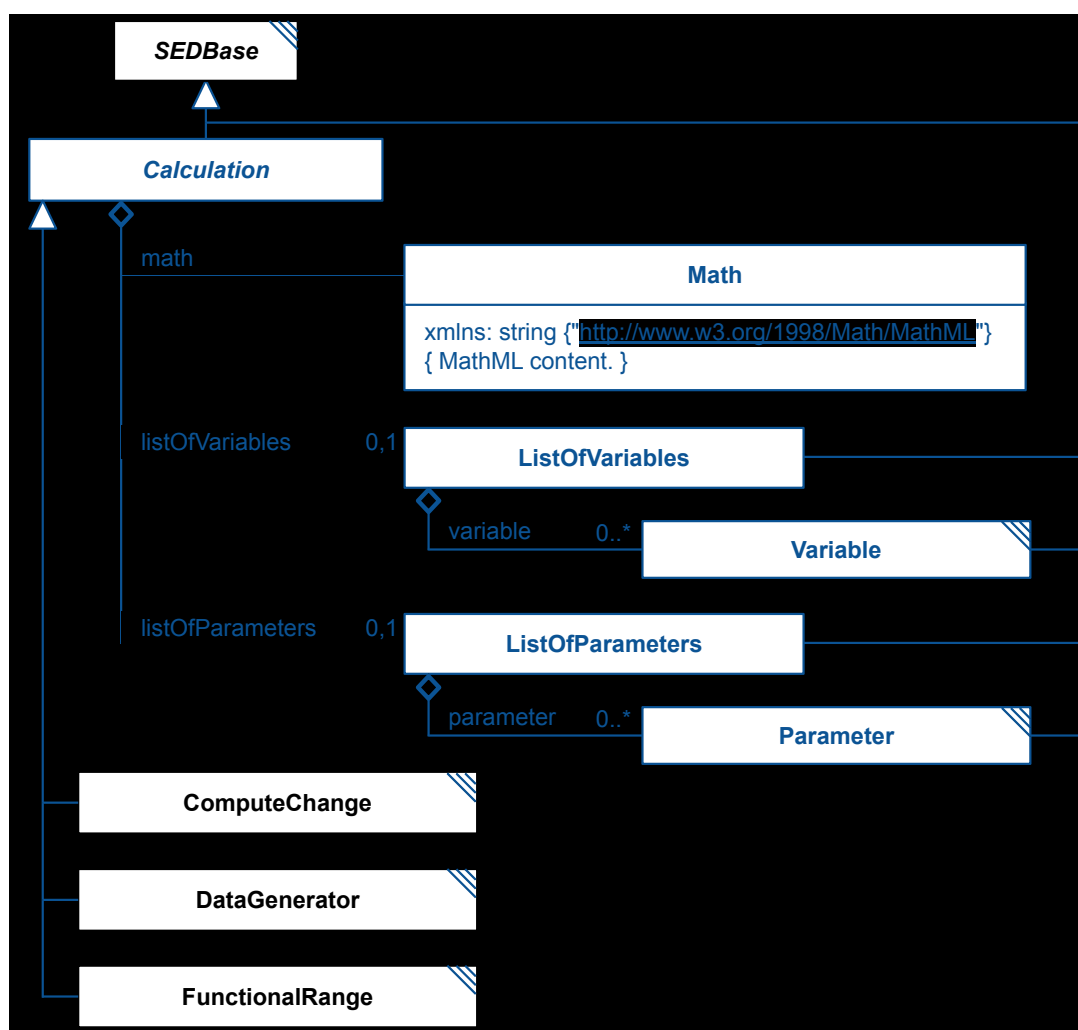 SEDBase
Calculation
math
Math
xmlns: string {"http://www.w3.org/1998/Math/MathML"}
{ MathML content. }
listOfVariables 0,1
ListOfVariables
variable 0..*
Variable
listOfParameters 0,1
ListOfParameters
parameter 0..*
Parameter
ComputeChange
DataGenerator
FunctionalRange